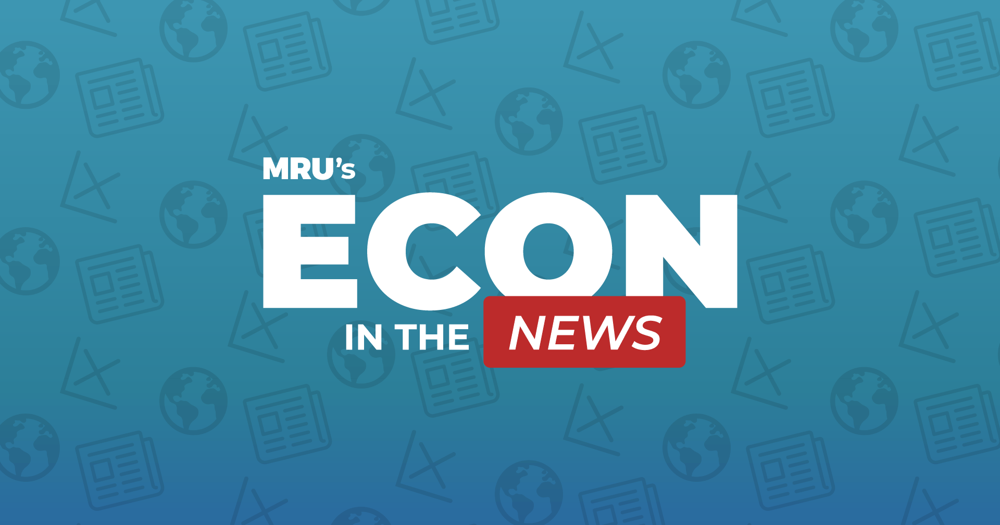 MRU's
ECON
IN THE NEWS